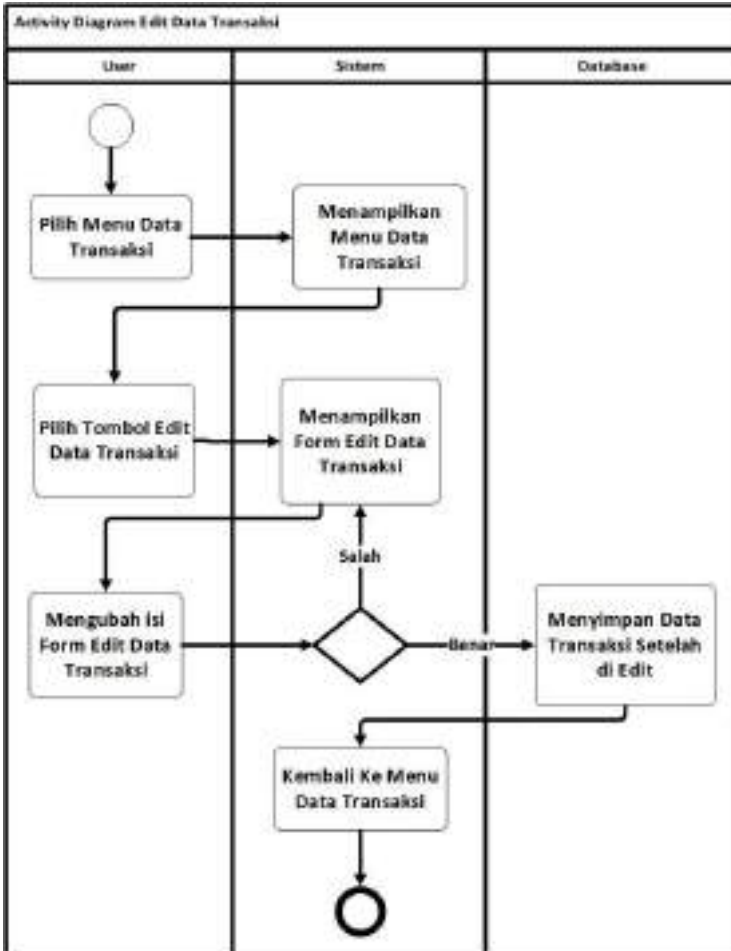 Activity Diagram Edit Data Transaksi
User
Sistem
Database
Pilih Menu Data
Transaksi
Menampilkan
Menu Data
Transaksi
Pilih Tombol Edit
Data Transaksi
Menampilkan
Form Edit Data
Transaksi
Salah
Mengubah isi
Form Edit Data
Transaksi
Benar
Menyimpan Data
Transaksi Setelah
di Edit
Kembali Ke Menu
Data Transaksi